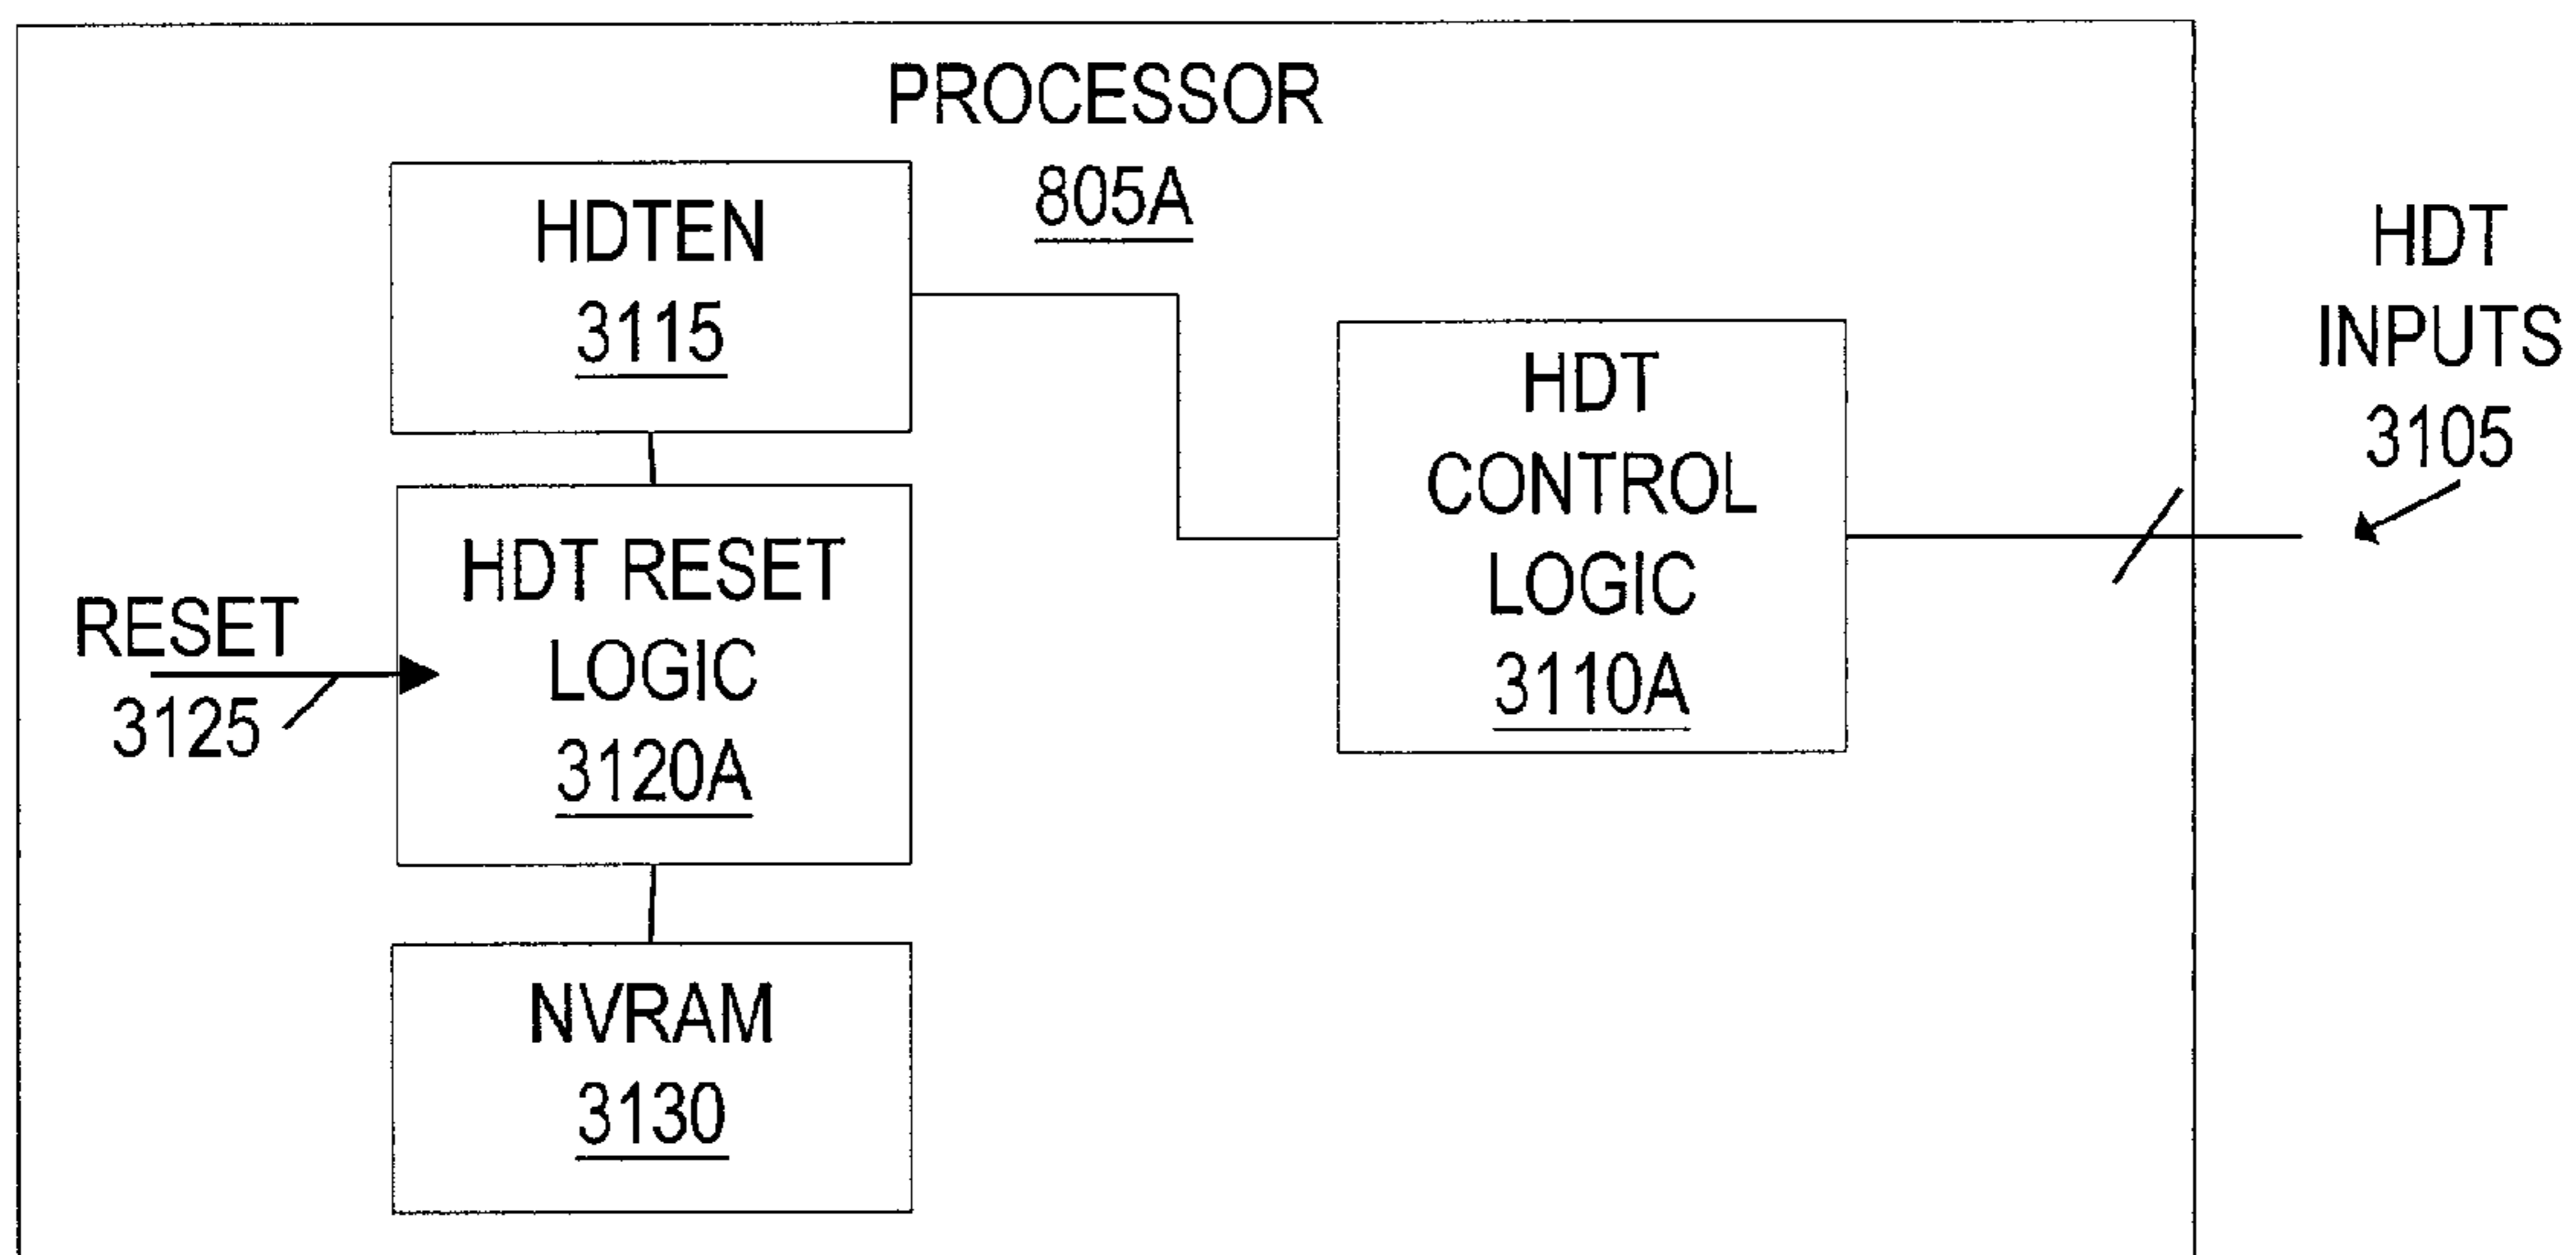 PROCESSOR
805A
HDTEN
3115
HDT
INPUTS
3105
HDT
CONTROL
LOGIC
3110A
HDT RESET
LOGIC
3120A
RESET
3125
NVRAM
3130